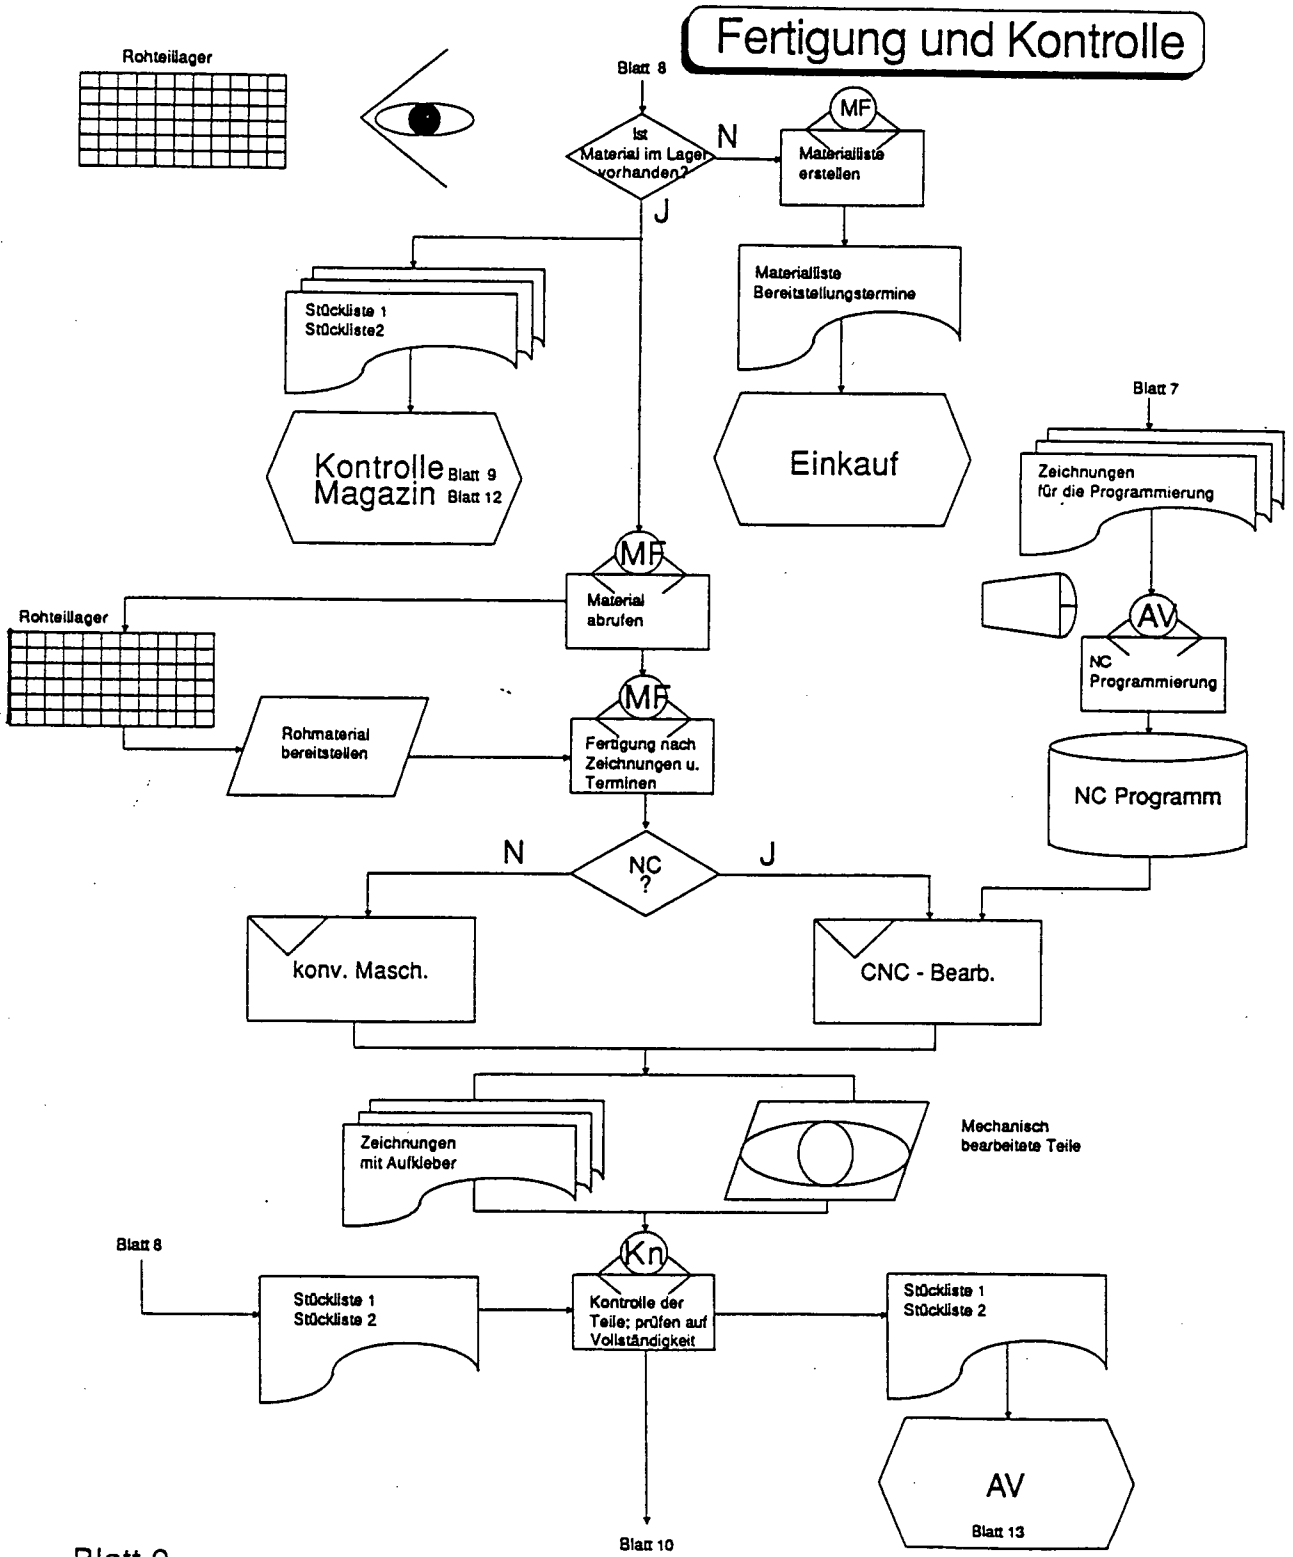 Fertigung und Kontrolle
Rohteillager
Blatt 8
MF
Ist
Material im Lager
vorhanden?
N
J
Materialliste
erstellen
Stückliste 1
Stückliste2
Materialliste
Bereitstellungstermine
Blatt 7
Kontrolle Blatt 9
Magazin Blatt 12
Einkauf
Zeichnungen
für die Programmierung
MF
Material
abrufen
Rohteillager
AV
NC
Programmierung
MF
Rohmaterial
bereitstellen
Fertigung nach
Zeichnungen u.
Terminen
NC Programm
N
J
NC
?
konv. Masch.
CNC - Bearb.
Zeichnungen
mit Aufkleber
Mechanisch
bearbeitete Teile
Blatt 8
Kn
Stückliste 1
Stückliste 2
Kontrolle der
Teile; prüfen auf
Vollständigkeit
Stückliste 1
Stückliste 2
AV
Blatt 13
Blatt 10